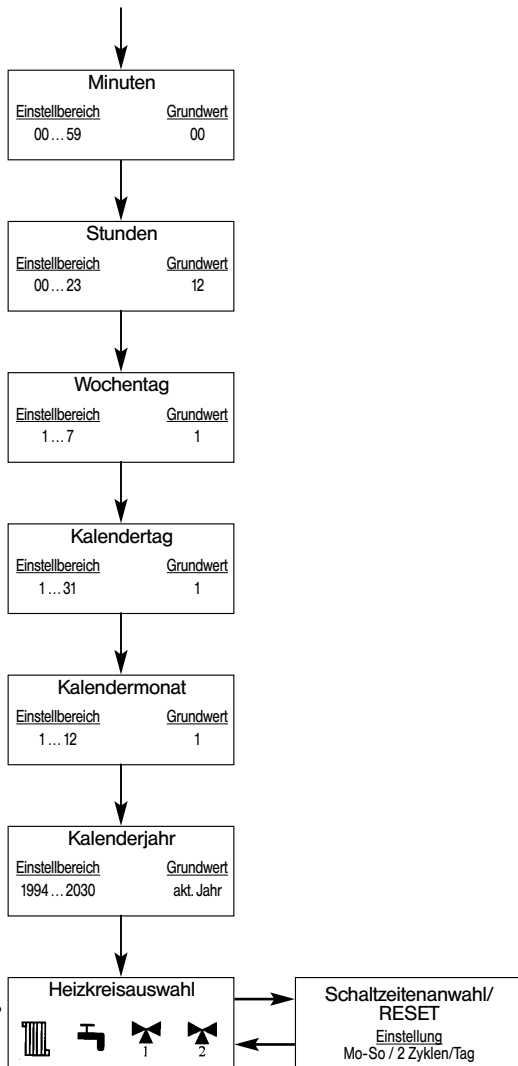 Minuten
Einstellbereich Grundwert
00…59 00
Stunden
Einstellbereich Grundwert
00…23 12
Wochentag
Einstellbereich Grundwert
1…7 1
Kalendertag
Einstellbereich Grundwert
1…31 1
Kalendermonat
Einstellbereich Grundwert
1…12 1
Kalenderjahr
Einstellbereich Grundwert
1994…2030 akt. Jahr
Heizkreisauswahl
1 2
Schaltzeitenanwahl/
RESET
Einstellung
Mo-So / 2 Zyklen/Tag